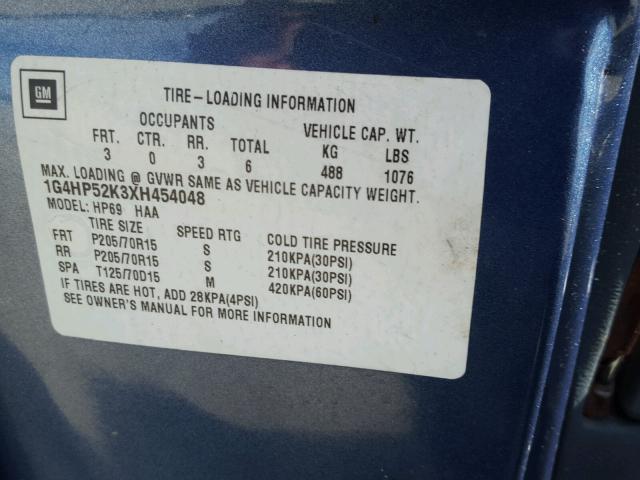 GM
TIRE-LOADING INFORMATION
OCCUPANTS VEHICLE CAP. WT.
FRT. CTR. RR. TOTAL KG LBS
3 0 3 6 488 1076
MAX. LOADING @ GVWR SAME AS VEHICLE CAPACITY WEIGHT.
1G4HP52K3XH454048
MODEL: HP69 HAA
TIRE SIZE SPEED RTG COLD TIRE PRESSURE
FRT P205/70R15 S 210KPA(30PSI)
RR P205/70R15 S 210KPA(30PSI)
SPA T125/70D15 M 420KPA(60PSI)
IF TIRES ARE HOT, ADD 28KPA(4PSI)
SEE OWNER'S MANUAL FOR MORE INFORMATION